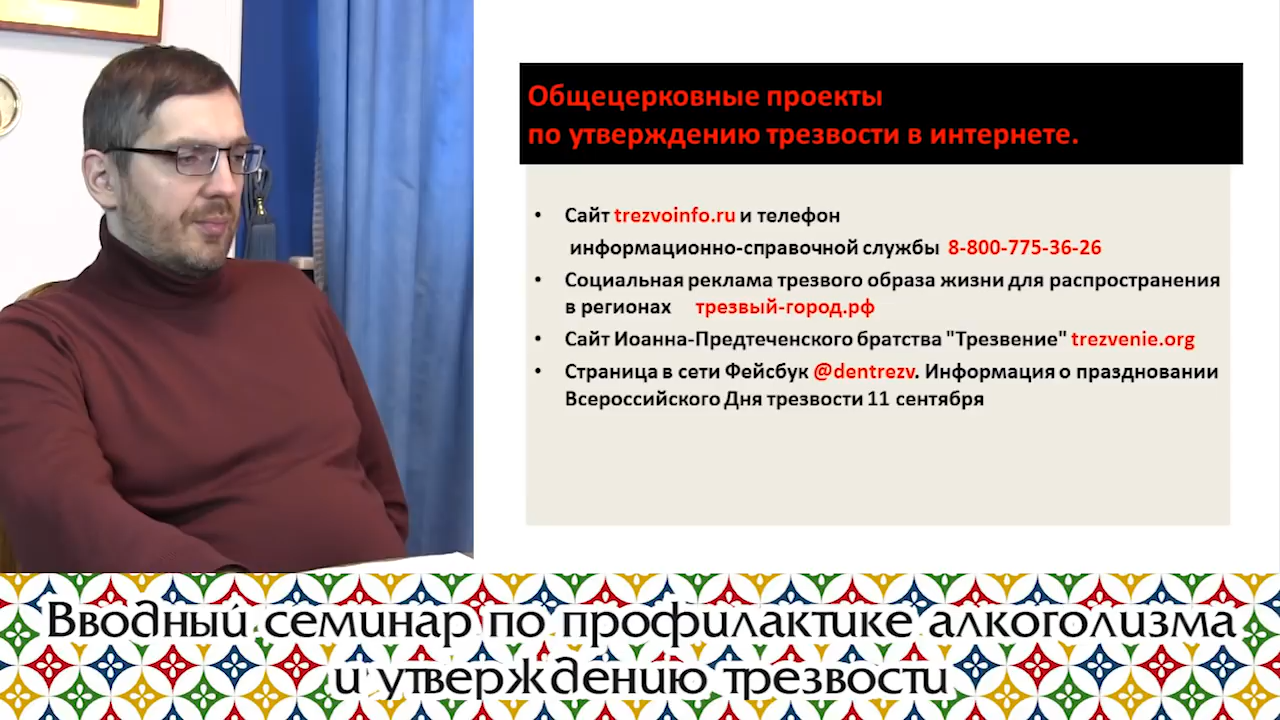 Общецерковные проекты
по утверждению трезвости в интернете.
• Сайт trezvoinfo.ru и телефон
информационно-справочной службы 8-800-775-36-26
• Социальная реклама трезвого образа жизни для распространения
в регионах трезвый-город.рф
• Сайт Иоанна-Предтеченского братства "Трезвение" trezvenie.org
• Страница в сети Фейсбук @dentrezv. Информация о праздновании
Всероссийского Дня трезвости 11 сентября
Вводный семинар по профилактике алкоголизма
и утверждению трезвости